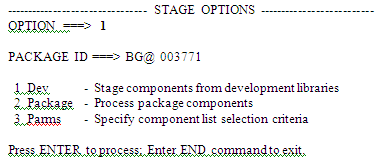 ------------------------------ STAGE OPTIONS -------------------------
OPTION ===> 1
PACKAGE ID ===> BG@ 003771
1 Dev - Stage components from development libraries
2 Package - Process package components
3 Parms - Specify component list selection criteria
Press ENTER to process; Enter END command to exit.